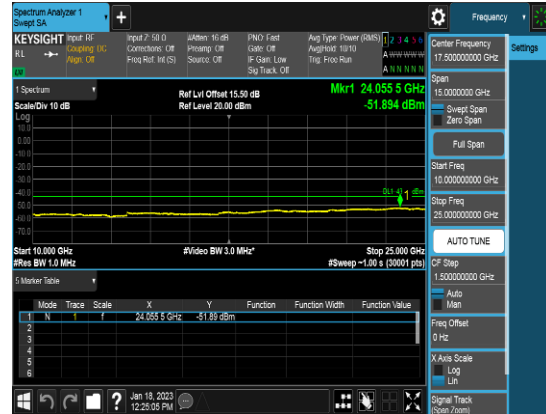 Spectrum Analyzer 1
Swept SA
Frequency
KEYSIGHT
RL
Input: RF
Coupling: DC
Align: Off
Input Z: 50 Ω
Corrections: Off
Freq Ref: Int (S)
#Atten: 16 dB
Preamp: Off
Source: Off
PNO: Fast
Gate: Off
IF Gain: Low
Sig Track: Off
Avg Type: Power (RMS)
Avg|Hold: 10/10
Trig: Free Run
1 2 3 4 5 6
A W W W W W
A N N N N N
1 Spectrum
Scale/Div 10 dB
Ref Lvl Offset 15.50 dB
Ref Level 20.00 dBm
Mkr1 24.055 5 GHz
-51.894 dBm
Log
10.0
0.00
-10.0
-20.0
-30.0
-40.0
-50.0
-60.0
-70.0
1
Start 10.000 GHz
#Res BW 1.0 MHz
#Video BW 3.0 MHz*
Stop 25.000 GHz
#Sweep ~1.00 s (30001 pts)
5 Marker Table
Mode Trace Scale X Y Function Function Width Function Value
1 N 1 f 24.055 5 GHz -51.89 dBm
2
3
4
5
6
Jan 18, 2023
12:25:05 PM
Center Frequency
17.500000000 GHz
Settings
Span
15.0000000 GHz
Swept Span
Zero Span
Full Span
Start Freq
10.000000000 GHz
Stop Freq
25.000000000 GHz
AUTO TUNE
CF Step
1.500000000 GHz
Auto
Man
Freq Offset
0 Hz
X Axis Scale
Log
Lin
Signal Track
(Span Zoom)